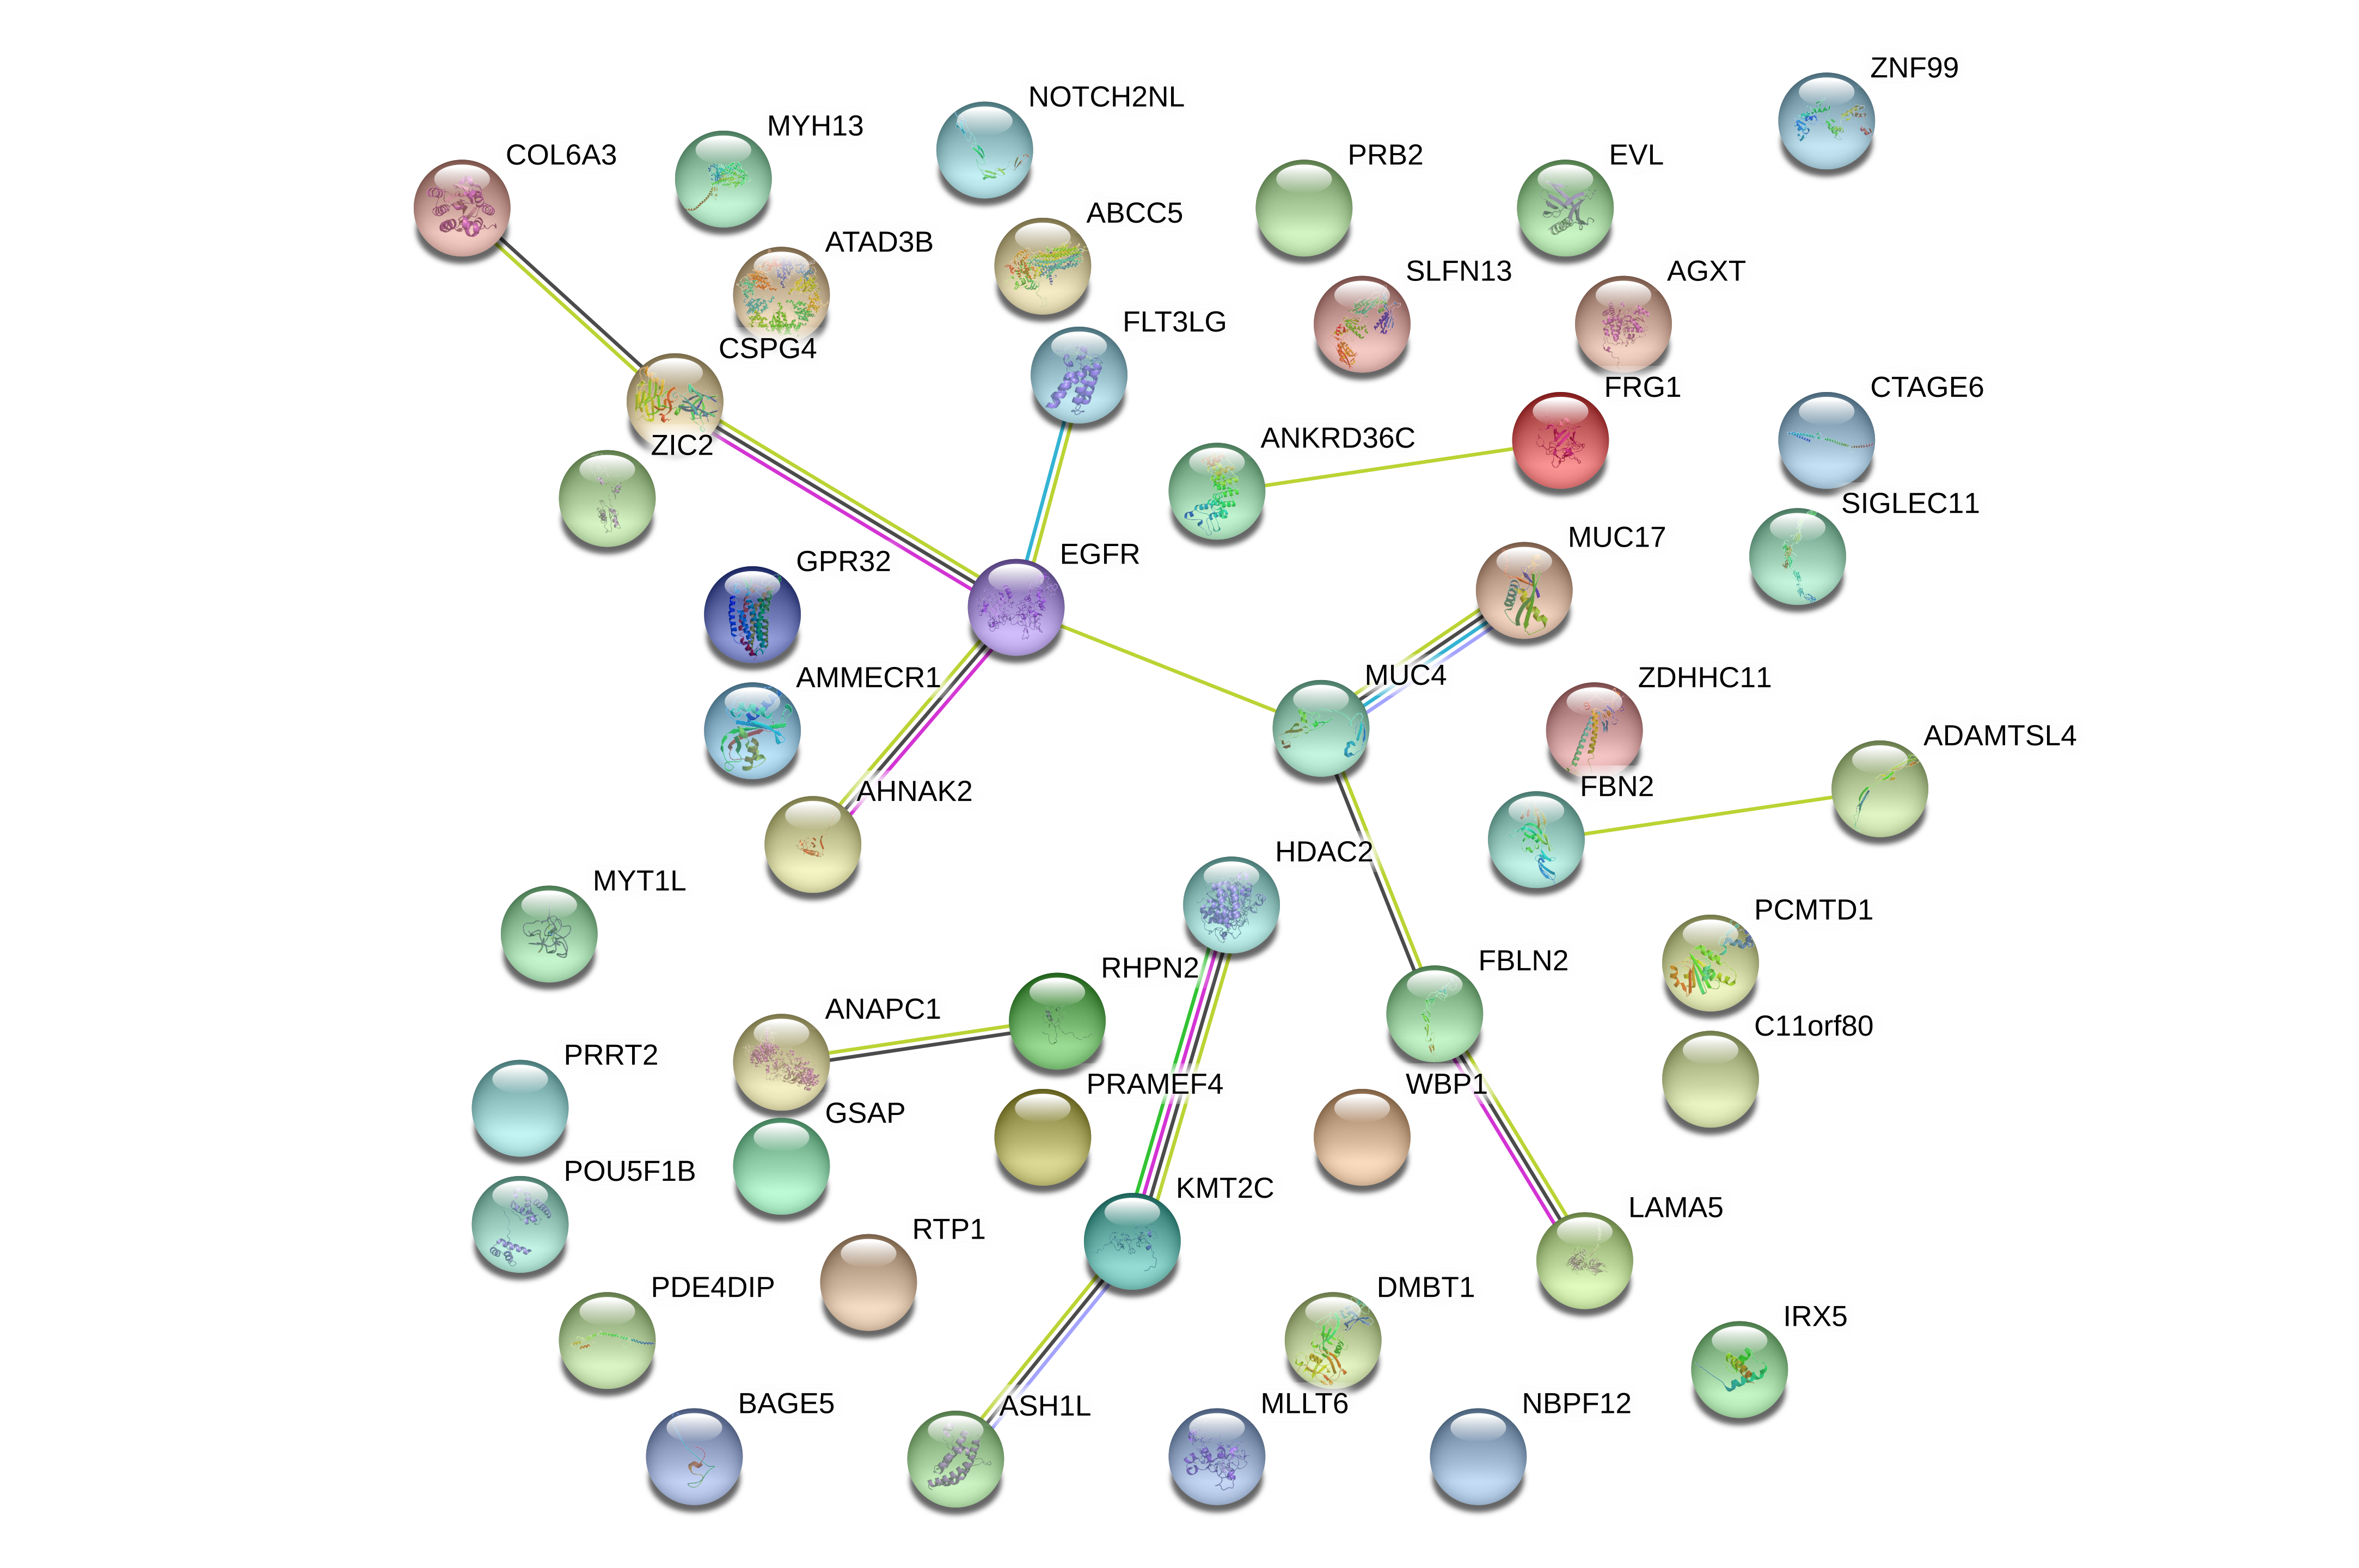 ZNF99
NOTCH2NL
MYH13
COL6A3
PRB2
EVL
ABCC5
ATAD3B
SLFN13
AGXT
FLT3LG
CSPG4
FRG1
CTAGE6
ANKRD36C
ZIC2
SIGLEC11
MUC17
EGFR
GPR32
MUC4
AMMECR1
ZDHHC11
ADAMTSL4
FBN2
AHNAK2
HDAC2
MYT1L
PCMTD1
FBLN2
RHPN2
ANAPC1
C11orf80
PRRT2
PRAMEF4
WBP1
GSAP
POU5F1B
KMT2C
LAMA5
RTP1
PDE4DIP
DMBT1
IRX5
BAGE5
ASH1L
MLLT6
NBPF12